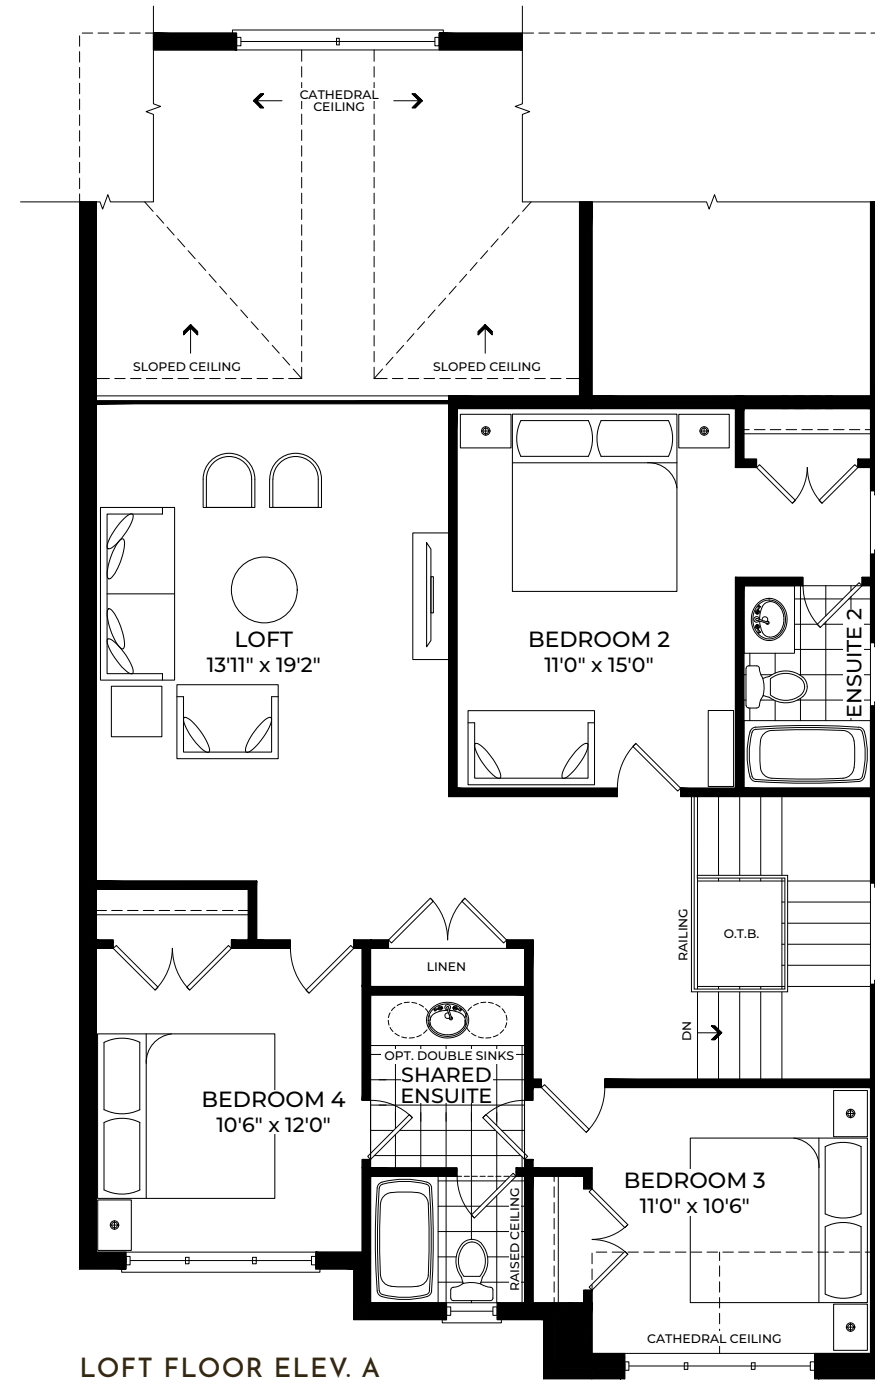 CATHEDRAL
CEILING
SLOPED CEILING
SLOPED CEILING
LOFT
13'11" x 19'2"
BEDROOM 2
11'0" x 15'0"
ENSUITE 2
RAILING
O.T.B.
DN
LINEN
OPT. DOUBLE SINKS
SHARED
ENSUITE
BEDROOM 4
10'6" x 12'0"
BEDROOM 3
11'0" x 10'6"
RAISED CEILING
CATHEDRAL CEILING
LOFT FLOOR ELEV. A